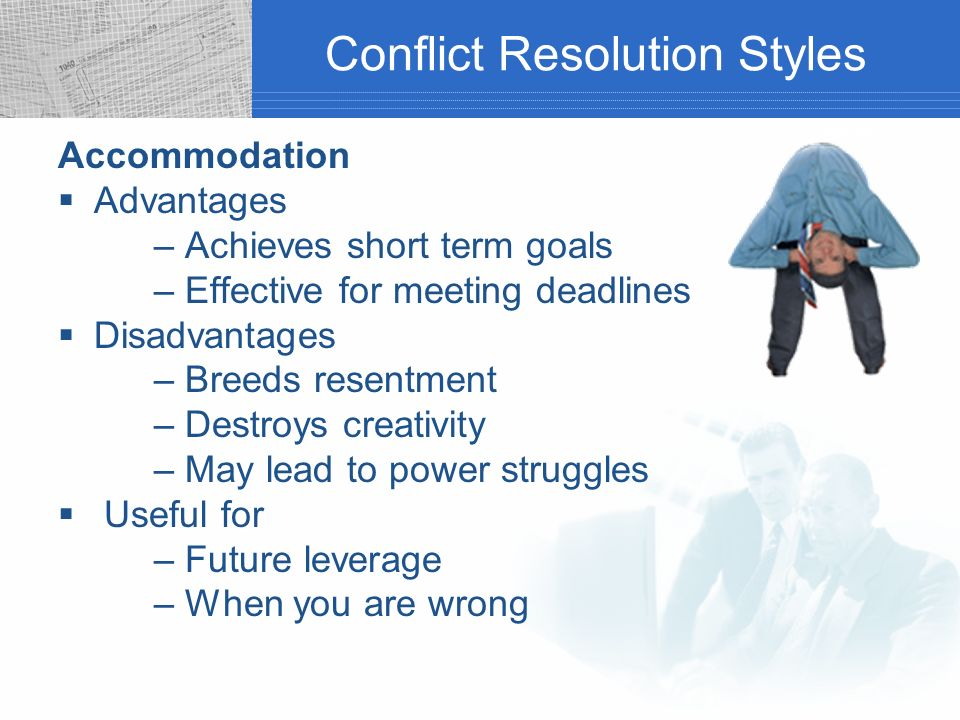 Conflict Resolution Styles
Accommodation
▪ Advantages
– Achieves short term goals
– Effective for meeting deadlines
▪ Disadvantages
– Breeds resentment
– Destroys creativity
– May lead to power struggles
▪ Useful for
– Future leverage
– When you are wrong
1040